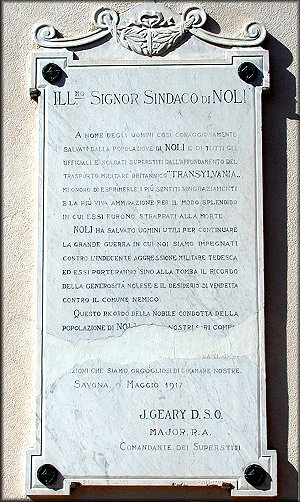 ILL.MO SIGNOR SINDACO DI NOLI
A NOME DEGLI UOMINI COSÌ CORAGGIOSAMENTE
SALVATI DALLA POPOLAZIONE DI NOLI E DI TUTTI GLI
UFFICIALI E SOLDATI SUPERSTITI DALL'AFFONDAMENTO DEL
TRASPORTO MILITARE BRITANNICO "TRANSYLVANIA„
MI ONORO DI ESPRIMERLE I PIÙ SENTITI RINGRAZIAMENTI
E LA PIÙ VIVA AMMIRAZIONE PER IL MODO SPLENDIDO
IN CUI ESSI FURONO STRAPPATI ALLA MORTE.
NOLI HA SALVATO UOMINI UTILI PER CONTINUARE
LA GRANDE GUERRA IN CUI NOI SIAMO IMPEGNATI
CONTRO L'INDECENTE AGGRESSIONE MILITARE TEDESCA,
ED ESSI PORTERANNO SINO ALLA TOMBA IL RICORDO
DELLA GENEROSITÀ INGLESE E IL DESIDERIO DI VENDETTA
CONTRO IL COMUNE NEMICO.
QUESTO RICORDO DELLA NOBILE CONDOTTA DELLA
POPOLAZIONE DI NOLI NOSTRI CARI
AZIONI CHE SIAMO ORGOGLIOSI DI CHIAMARE NOSTRE.
SAVONA, MAGGIO 1917
J. GEARY D.S.O.
MAJOR, R.A.
COMANDANTE DEI SUPERSTITI